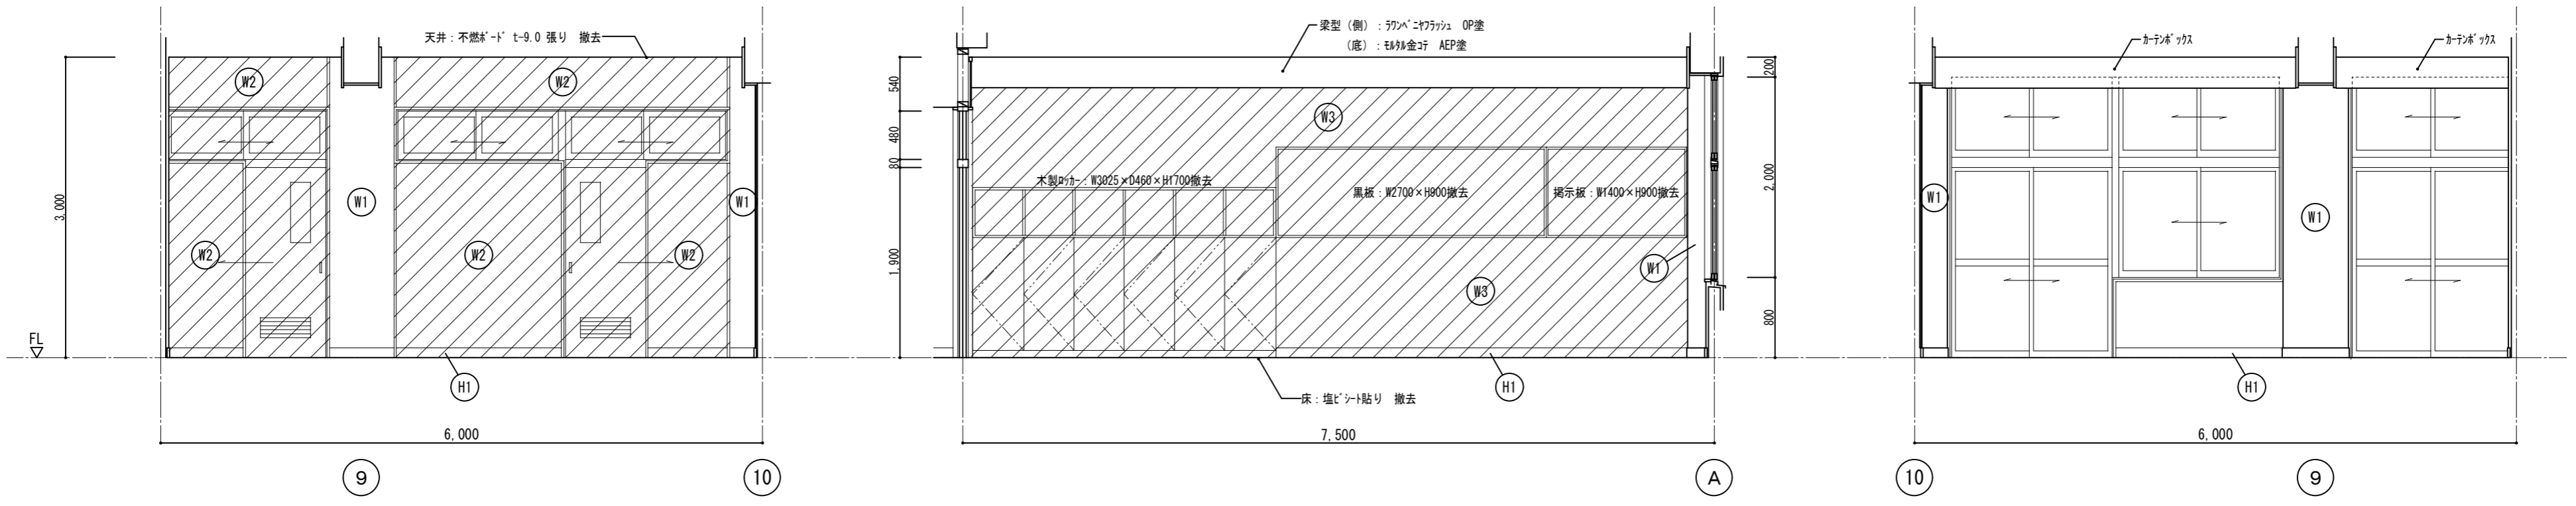 天井：不燃ﾎﾞｰﾄﾞ t-9.0 張り　撤去
W2
W2
W1
W1
W2
W2
W2
3,000
FL
H1
6,000
9
10
梁型（側）：ﾗﾜﾝﾍﾞﾆﾔﾌﾗｯｼｭ　OP塗
（底）：ﾓﾙﾀﾙ金ｺﾃ　AEP塗
540
480
80
1,900
W3
木製ﾛｯｶｰ：W3025×D460×H1700撤去
黒板：W2700×H900撤去
掲示板：W1400×H900撤去
W1
W3
200
2,000
800
H1
床：塩ﾋﾞｼｰﾄ貼り　撤去
7,500
A
ｶｰﾃﾝﾎﾞｯｸｽ
ｶｰﾃﾝﾎﾞｯｸｽ
W1
W1
H1
6,000
10
9